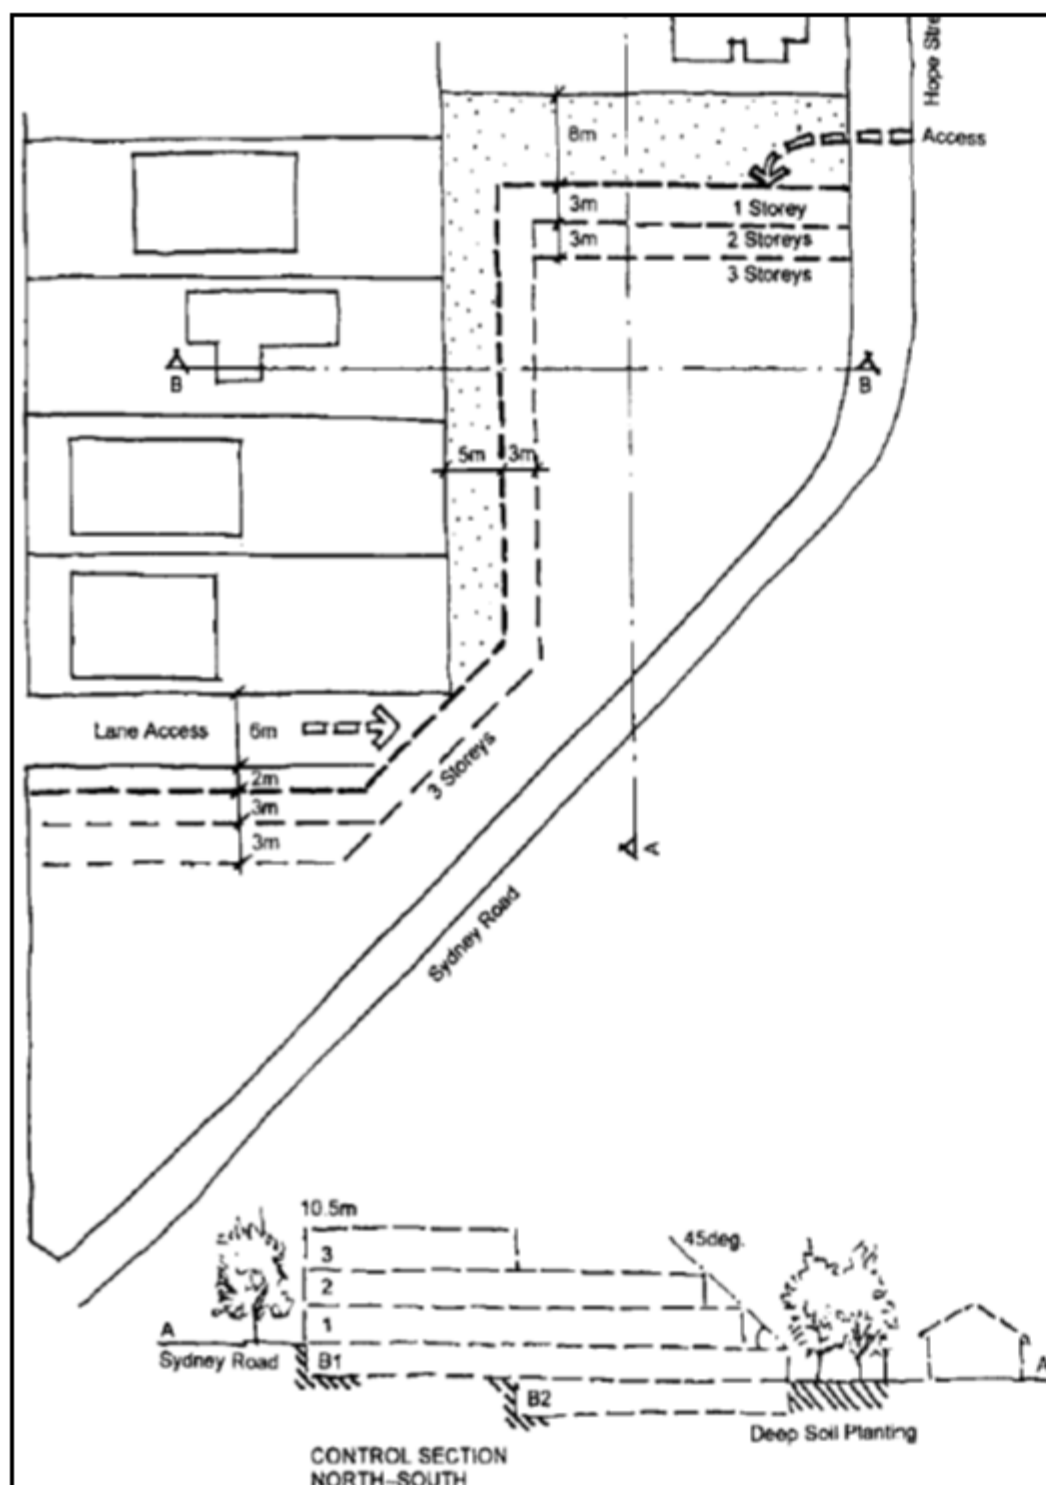 Hope Stre
8m
Access
3m
1 Storey
3m
2 Storeys
3 Storeys
B
B
5m
3m
Lane Access
6m
2m
3 Storeys
3m
3m
A
Sydney Road
10.5m
3
45deg.
2
1
A
Sydney Road
B1
A
B2
Deep Soil Planting
CONTROL SECTION
NORTH-SOUTH